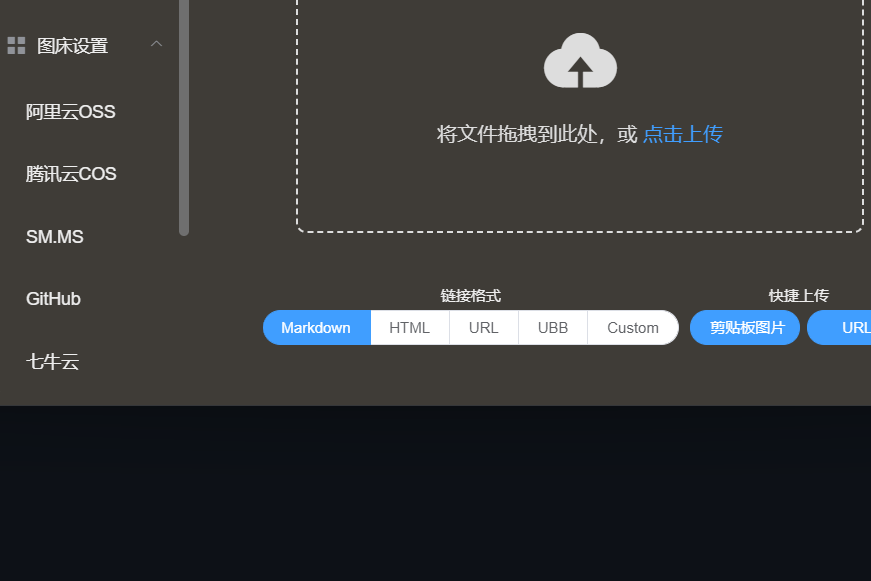 图床设置
阿里云OSS
腾讯云COS
SM.MS
GitHub
七牛云
将文件拖拽到此处，或 点击上传
链接格式
Markdown HTML URL UBB Custom
快捷上传
剪贴板图片 URL